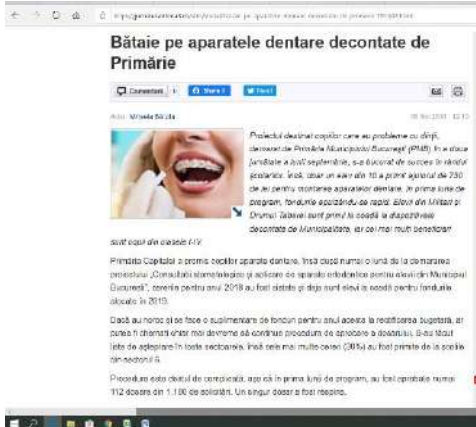 Bătaie pe aparatele dentare decontate de
Primărie
Comentarii
Share
Tweet
Autor: Mihaela
Proiectul destinat copiilor care au probleme cu dinții,
demarat de Primăria Municipiului București (PMB) în a doua
jumătate a lunii septembrie, s-a bucurat de succes în rândul
școlarilor. Însă, doar un elev din 10 a primit ajutorul de 750
de lei pentru montarea aparatelor dentare, în prima lună de
program, fondurile epuizându-se rapid. Elevii din Militari și
Drumul Taberei sunt primii la coadă la dispozitivele
decontate de Municipalitate, iar cei mai mulți beneficiari
sunt copii din clasele I-IV.
Primăria Capitalei a promis copiilor aparate dentare, însă după numai o lună de la demararea
proiectului „Consultații stomatologice și aplicare de aparate ortodontice pentru elevii din Municipiul
București”, cererile pentru anul 2018 au fost sistate și deja sunt elevi la coadă pentru fondurile
alocate în 2019.
Dacă au noroc și se face o suplimentare de fonduri pentru anul acesta la rectificarea bugetară, ar
putea fi chemați chiar mai devreme să continue procedura de aprobare a dosarului. S-au făcut
liste de așteptare în toate sectoarele, însă cele mai multe cereri (30%) au fost primite de la școlile
din sectorul 6.
Procedura este destul de complicată, așa că în prima lună de program, au fost aprobate numai
112 dosare din 1.100 de solicitări. Un singur dosar a fost respins.